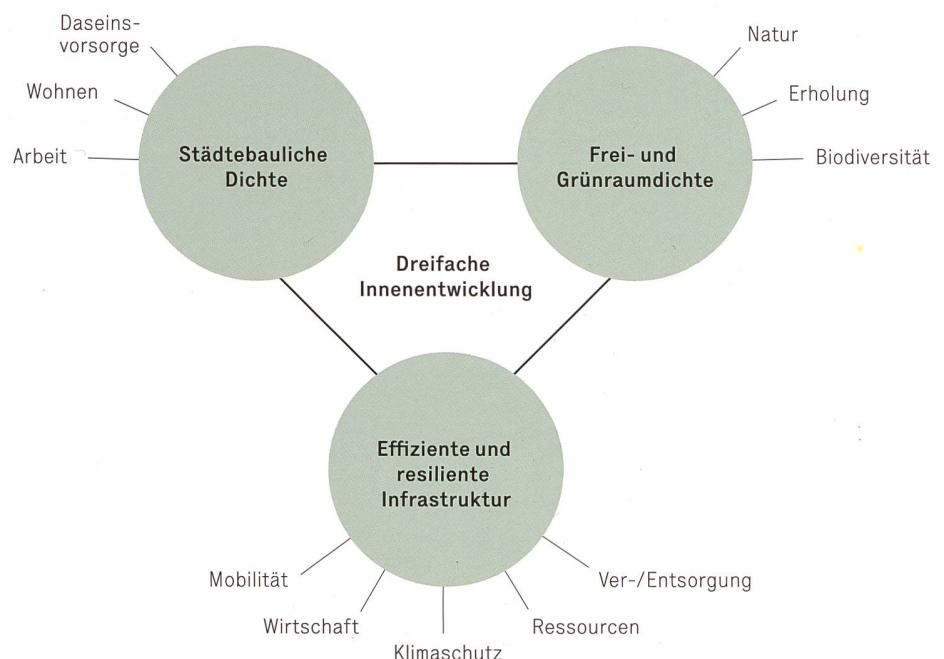 Daseins-
vorsorge
Wohnen
Arbeit
Städtebauliche
Dichte
Natur
Erholung
Biodiversität
Frei- und
Grünraumdichte
Dreifache
Innenentwicklung
Effiziente und
resiliente
Infrastruktur
Mobilität
Wirtschaft
Klimaschutz
Ressourcen
Ver-/Entsorgung